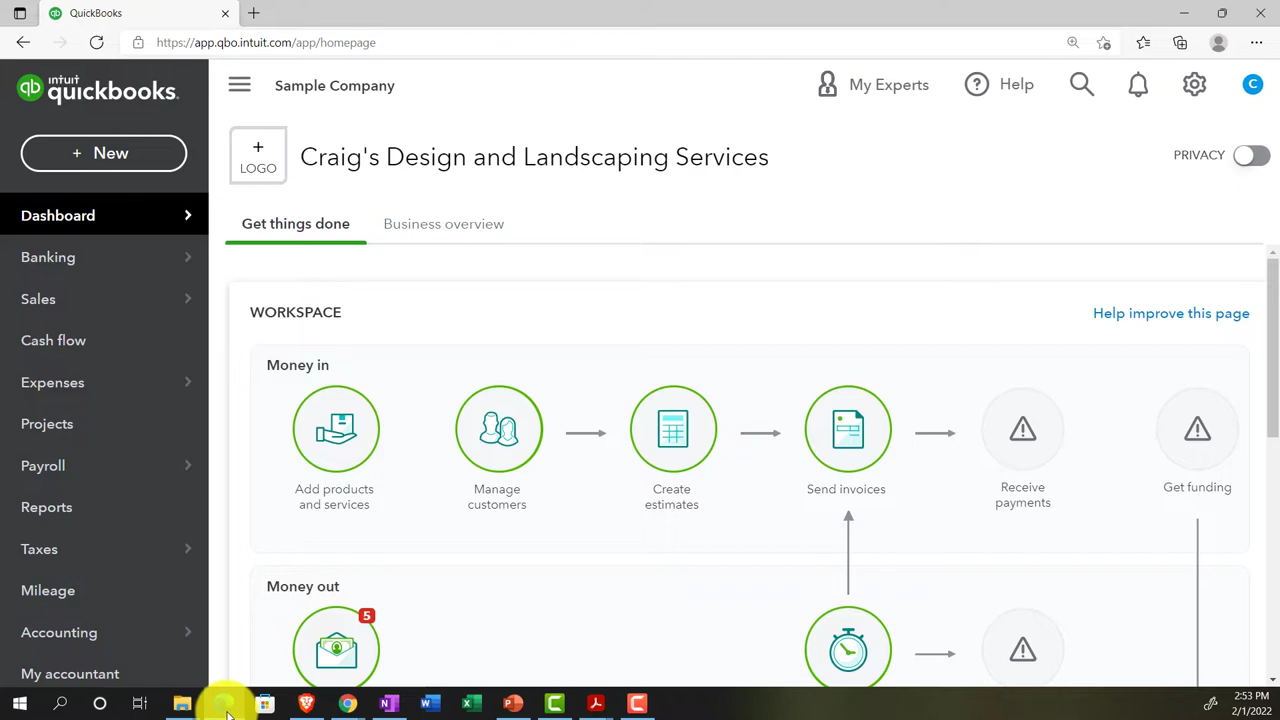 QuickBooks
https://app.qbo.intuit.com/app/homepage
intuit
quickbooks.
Sample Company
My Experts
Help
C
+ New
+
LOGO
Craig's Design and Landscaping Services
PRIVACY
Dashboard
Banking
Sales
Cash flow
Expenses
Projects
Payroll
Reports
Taxes
Mileage
Accounting
My accountant
Get things done
Business overview
WORKSPACE
Help improve this page
Money in
Add products
and services
Manage
customers
Create
estimates
Send invoices
Receive
payments
Get funding
Money out
5
2:53 PM
2/1/2022